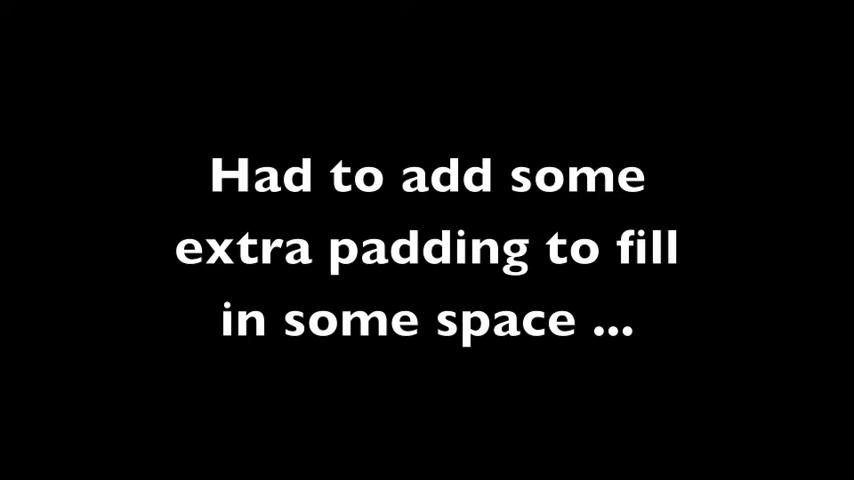 Had to add some
extra padding to fill
in some space ...